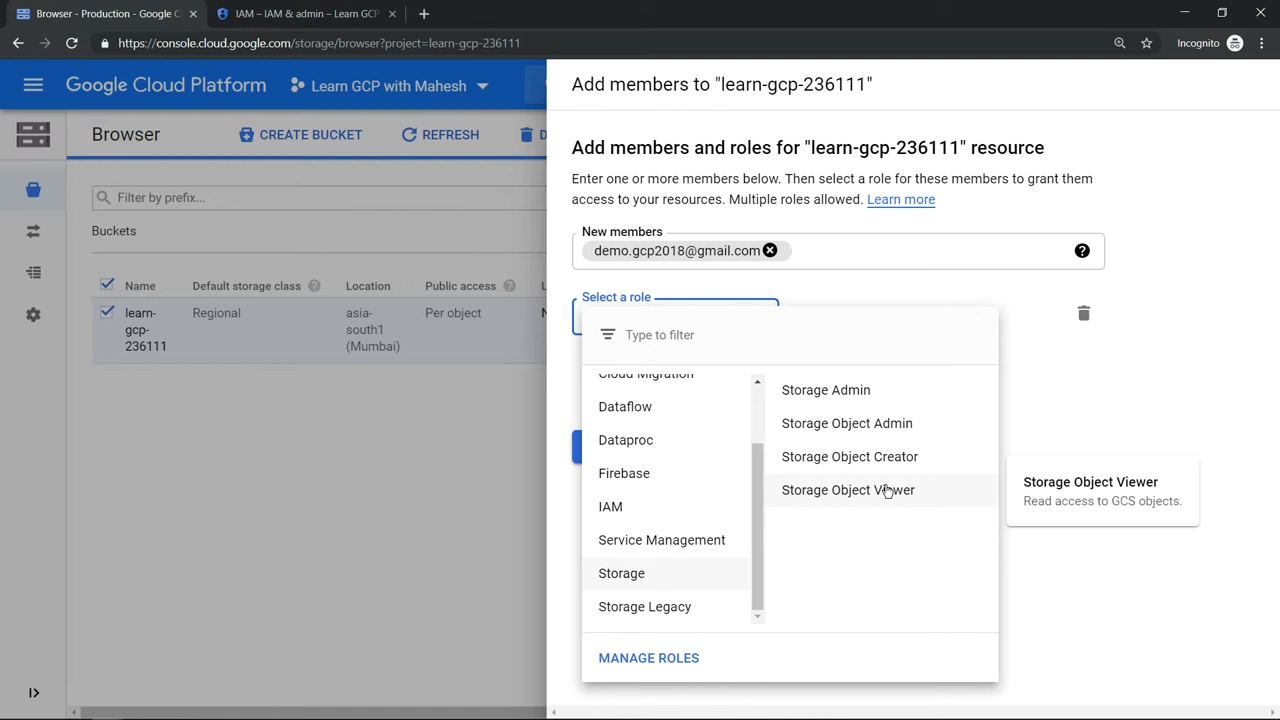 Browser - Production - Google C
IAM – IAM & admin – Learn GCP
https://console.cloud.google.com/storage/browser?project=learn-gcp-236111
Incognito
Google Cloud Platform
Learn GCP with Mahesh
Browser
CREATE BUCKET
REFRESH
D
Filter by prefix...
Buckets
Name
Default storage class
Location
Public access
L
learn-
gcp-
236111
Regional
asia-
south1
(Mumbai)
Per object
N
Add members to "learn-gcp-236111"
Add members and roles for "learn-gcp-236111" resource
Enter one or more members below. Then select a role for these members to grant them
access to your resources. Multiple roles allowed. Learn more
New members
demo.gcp2018@gmail.com
Select a role
Type to filter
Cloud Migration
Dataflow
Dataproc
Firebase
IAM
Service Management
Storage
Storage Legacy
Storage Admin
Storage Object Admin
Storage Object Creator
Storage Object Viewer
MANAGE ROLES
Storage Object Viewer
Read access to GCS objects.